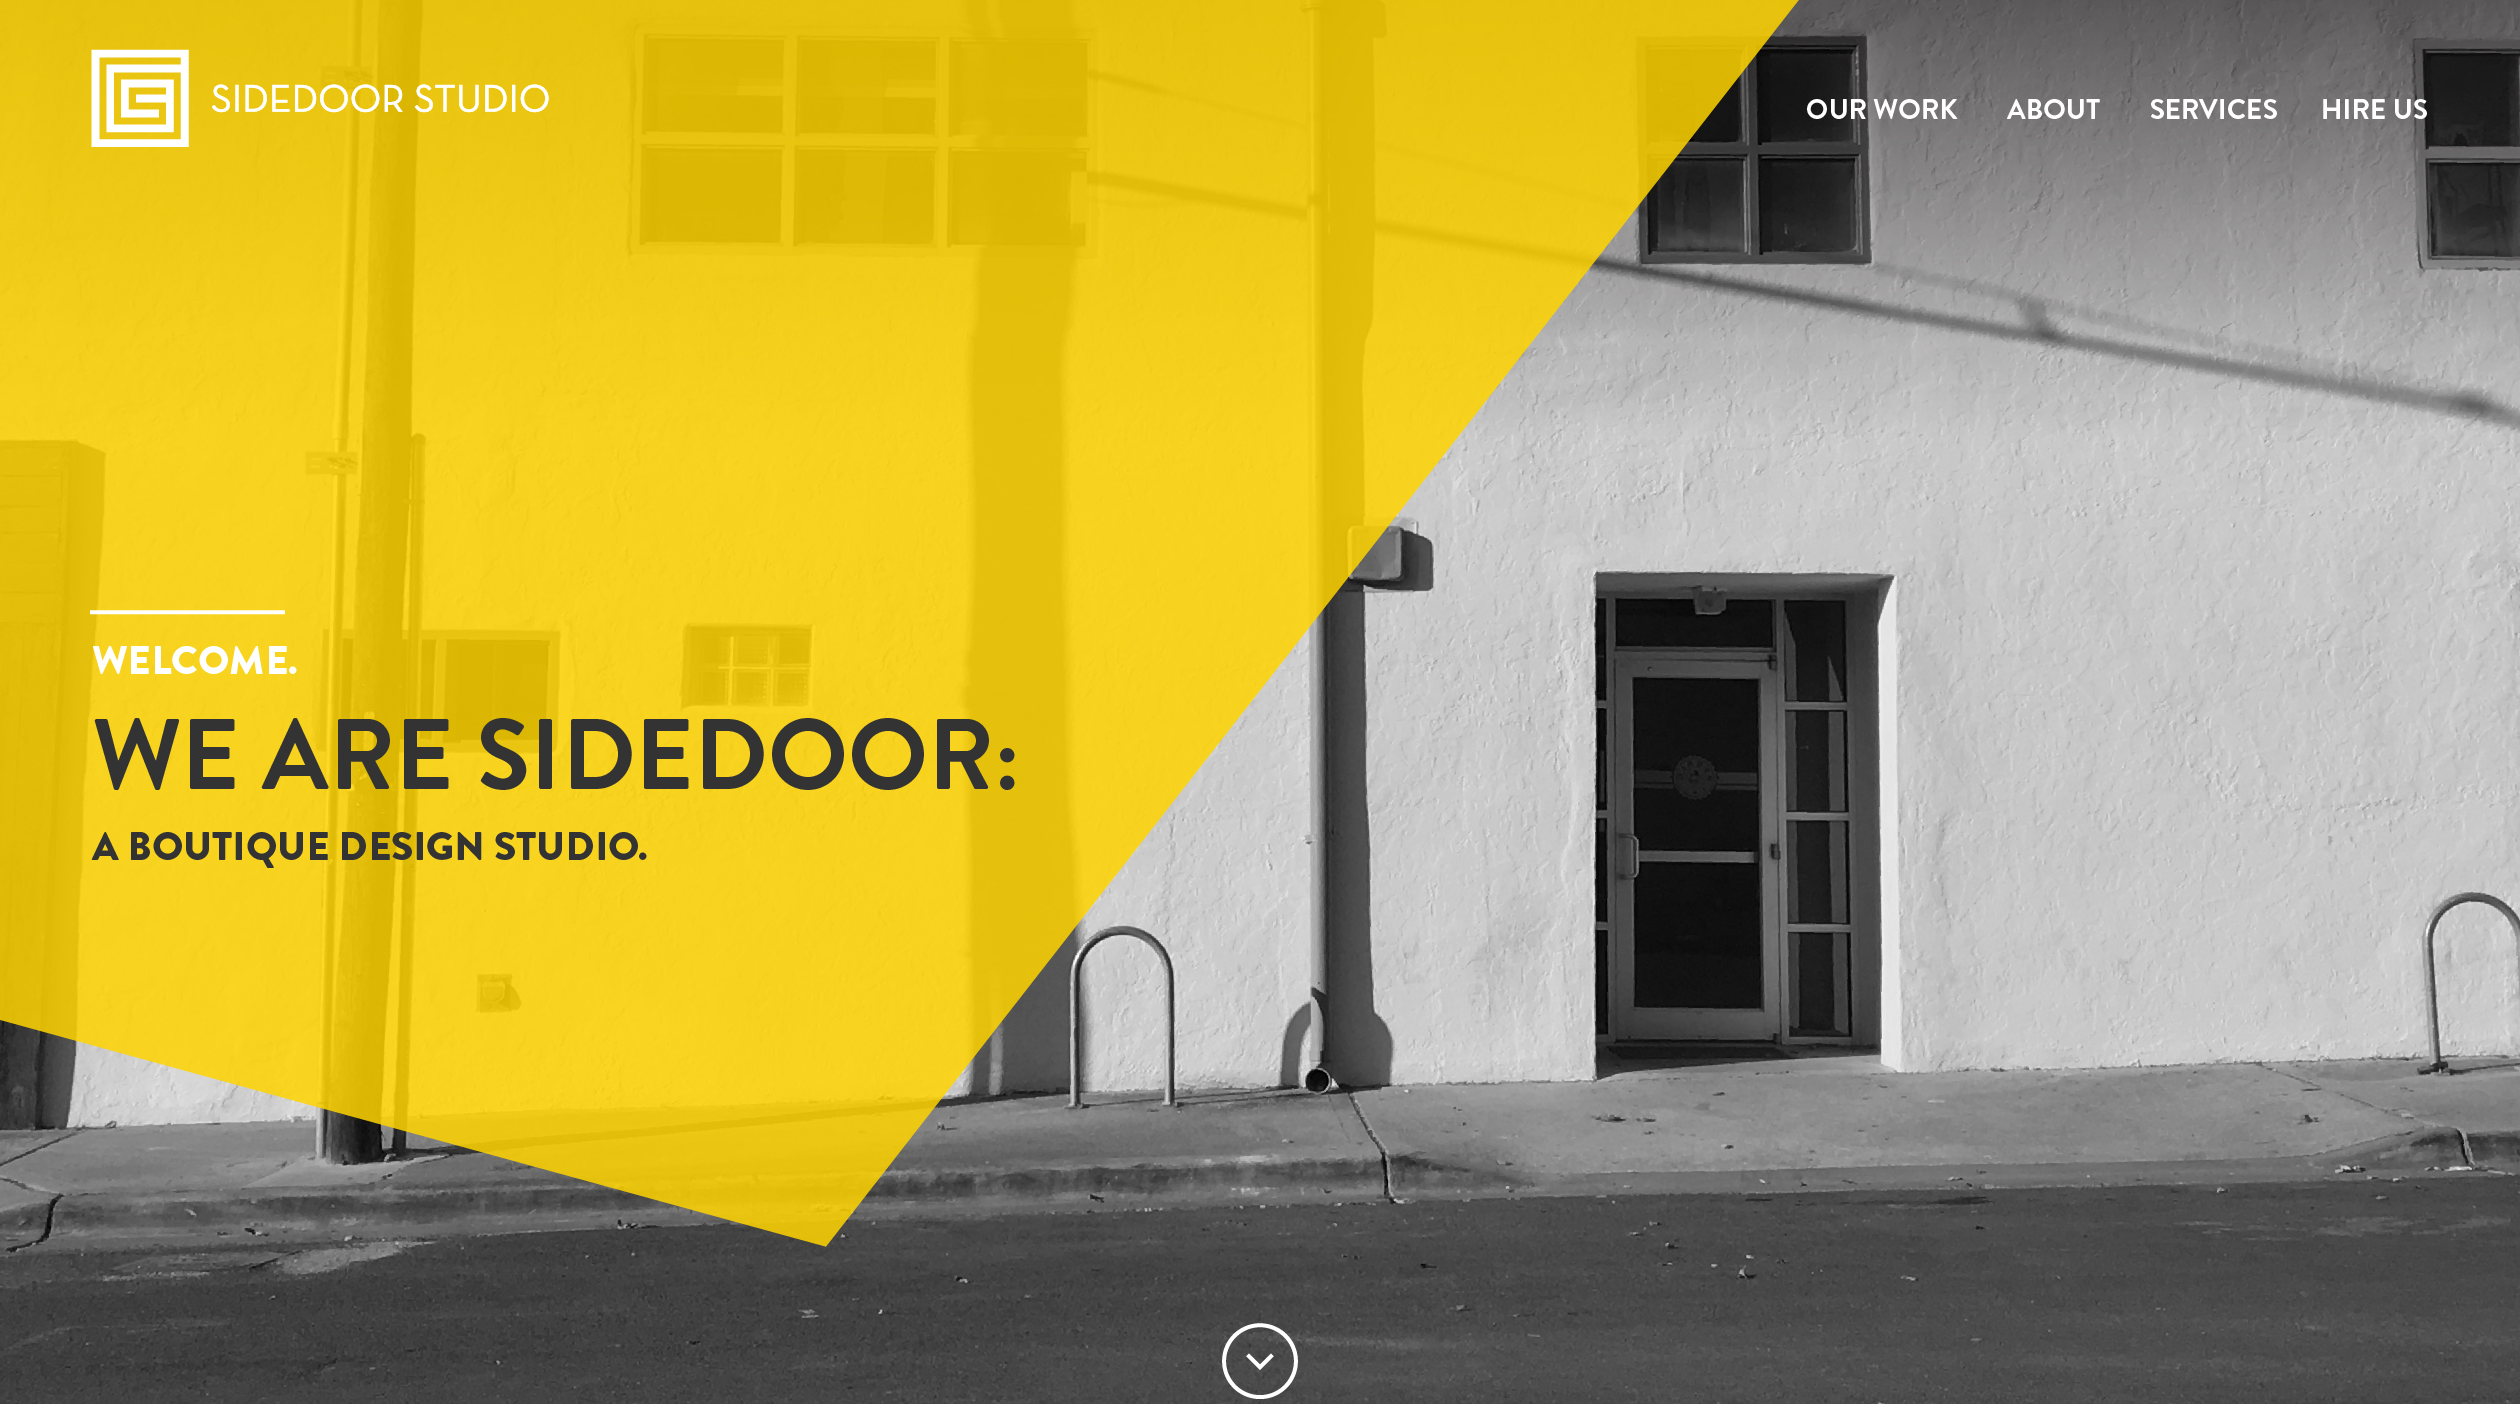 SIDEDOOR STUDIO
OUR WORK ABOUT SERVICES HIRE US
WELCOME.
WE ARE SIDEDOOR:
A BOUTIQUE DESIGN STUDIO.